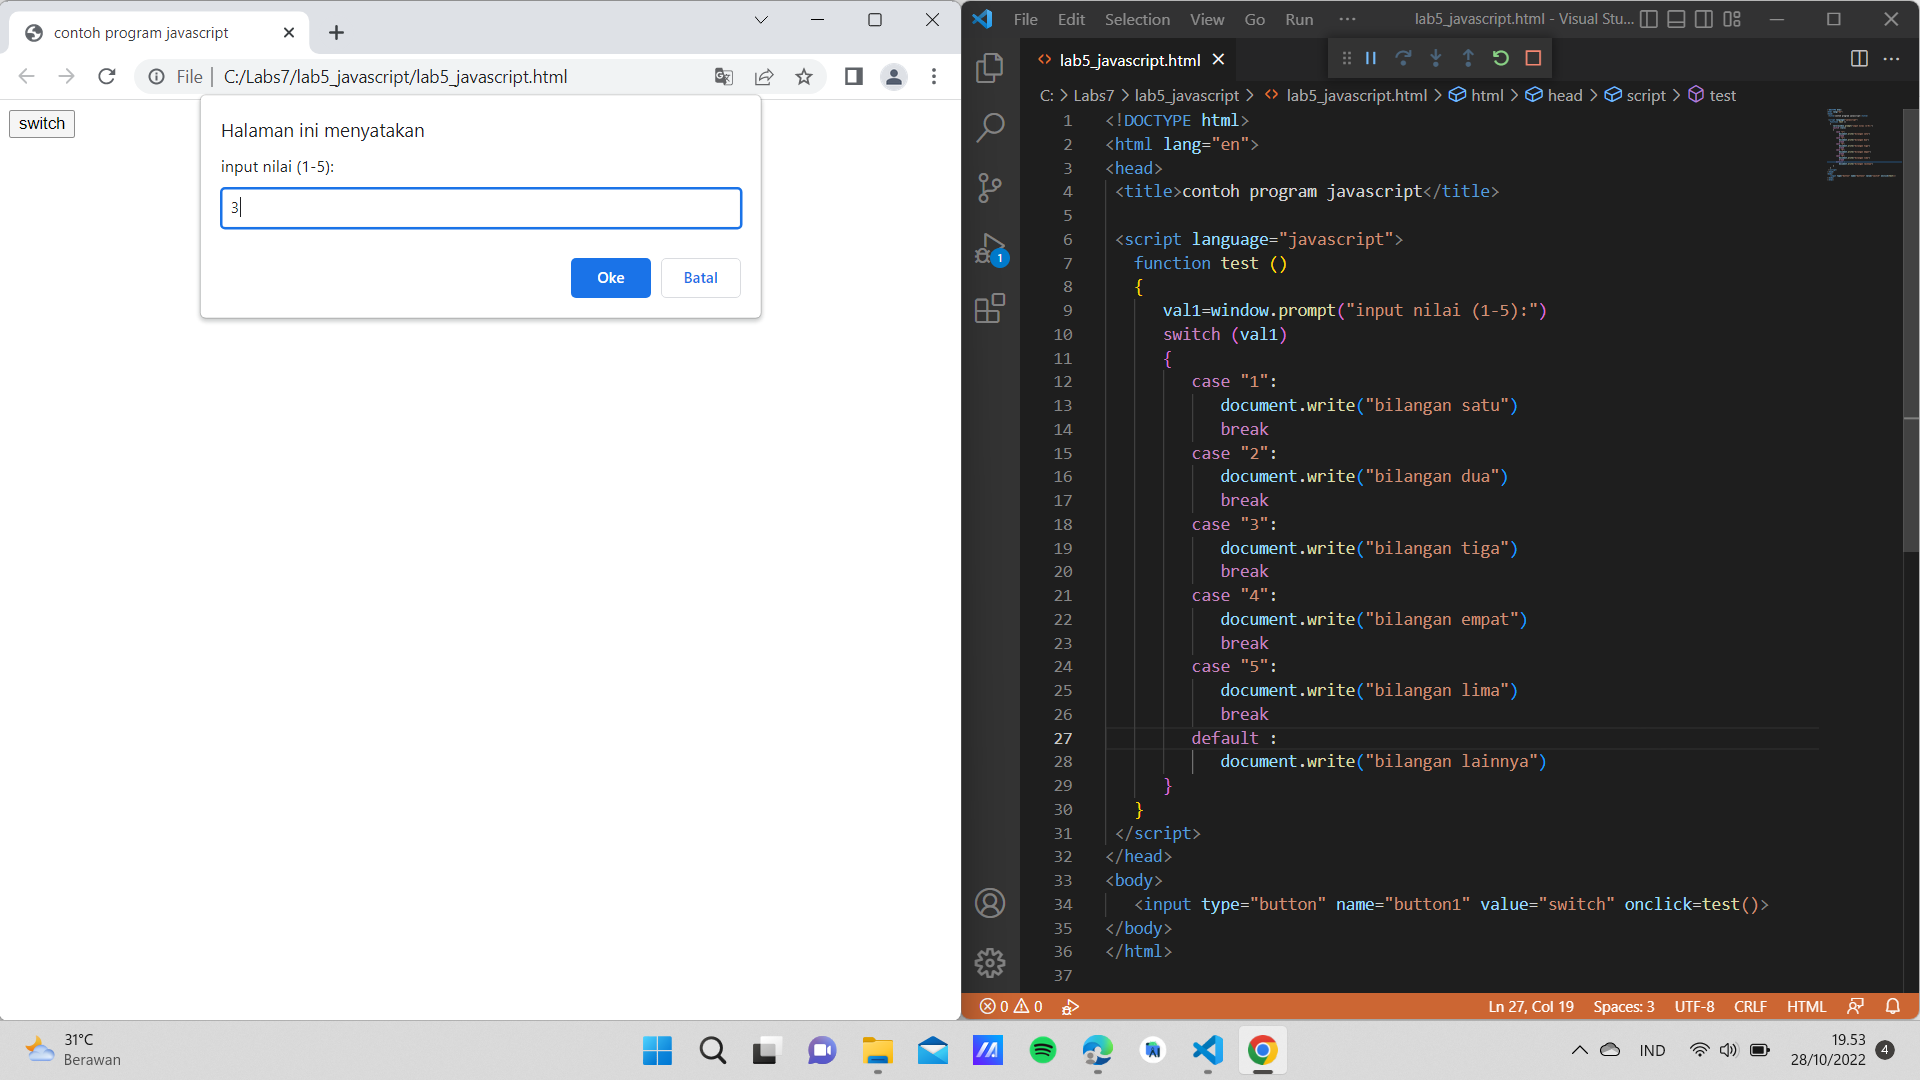 contoh program javascript
File | C:/Labs7/lab5_javascript/lab5_javascript.html
switch
Halaman ini menyatakan
input nilai (1-5):
3
Oke
Batal
File Edit Selection View Go Run ··· lab5_javascript.html - Visual Stu...
lab5_javascript.html
C: > Labs7 > lab5_javascript > lab5_javascript.html > html > head > script > test
1 <!DOCTYPE html>
2 <html lang="en">
3 <head>
4 <title>contoh program javascript</title>
5
6 <script language="javascript">
7 function test ()
8 {
9 val1=window.prompt("input nilai (1-5):")
10 switch (val1)
11 {
12 case "1":
13 document.write("bilangan satu")
14 break
15 case "2":
16 document.write("bilangan dua")
17 break
18 case "3":
19 document.write("bilangan tiga")
20 break
21 case "4":
22 document.write("bilangan empat")
23 break
24 case "5":
25 document.write("bilangan lima")
26 break
27 default :
28 document.write("bilangan lainnya")
29 }
30 }
31 </script>
32 </head>
33 <body>
34 <input type="button" name="button1" value="switch" onclick=test()>
35 </body>
36 </html>
37
1
0 0
Ln 27, Col 19 Spaces: 3 UTF-8 CRLF HTML
31°C
Berawan
IND
19.53
28/10/2022
4